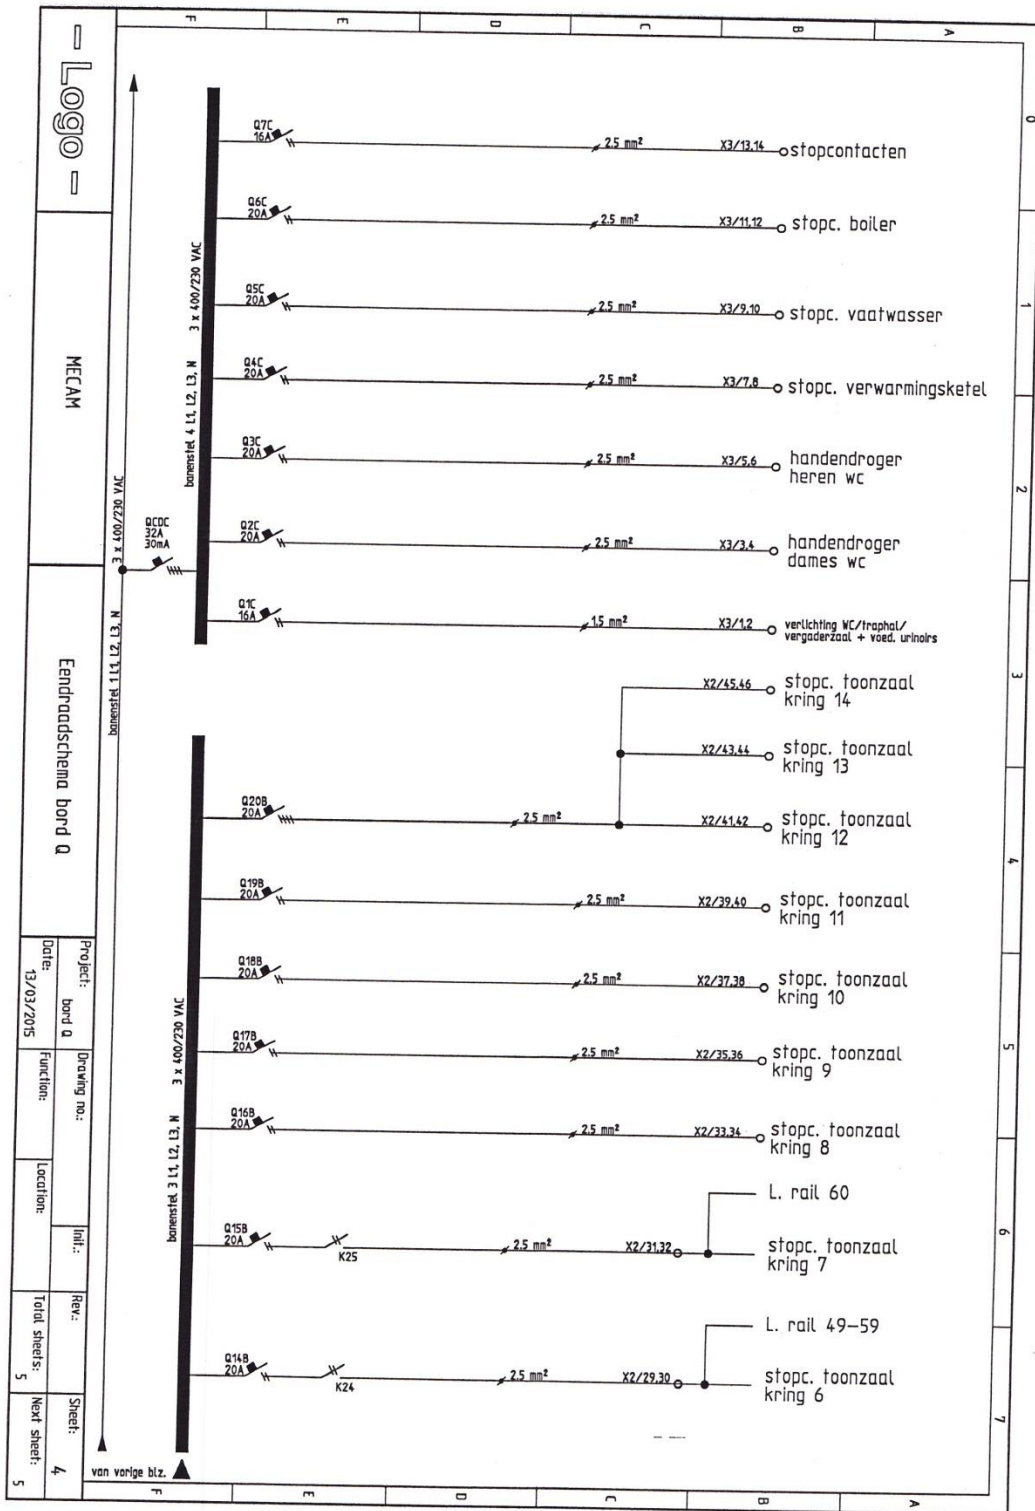 F E D C B A
0
1
2
3
4
5
6
7
Q7C
16A
2.5 mm²
X3/13,14
stopcontacten
Q6C
20A
2.5 mm²
X3/11,12
stopc. boiler
Q5C
20A
2.5 mm²
X3/9,10
stopc. vaatwasser
Q4C
20A
2.5 mm²
X3/7,8
stopc. verwarmingsketel
Q3C
20A
2.5 mm²
X3/5,6
handendroger
heren wc
Q2C
20A
2.5 mm²
X3/3,4
handendroger
dames wc
Q1C
16A
1.5 mm²
X3/1,2
verlichting WC/traphal/
vergaderzaal + voed. urinoirs
banenstel 4 L1, L2, L3, N
3 x 400/230 VAC
QCDC
32A
30mA
banenstel 1 L1, L2, L3, N
3 x 400/230 VAC
X2/45,46
stopc. toonzaal
kring 14
X2/43,44
stopc. toonzaal
kring 13
Q20B
20A
2.5 mm²
X2/41,42
stopc. toonzaal
kring 12
Q19B
20A
2.5 mm²
X2/39,40
stopc. toonzaal
kring 11
Q18B
20A
2.5 mm²
X2/37,38
stopc. toonzaal
kring 10
Q17B
20A
2.5 mm²
X2/35,36
stopc. toonzaal
kring 9
Q16B
20A
2.5 mm²
X2/33,34
stopc. toonzaal
kring 8
L. rail 60
Q15B
20A
K25
2.5 mm²
X2/31,32
stopc. toonzaal
kring 7
L. rail 49-59
Q14B
20A
K24
2.5 mm²
X2/29,30
stopc. toonzaal
kring 6
banenstel 3 L1, L2, L3, N
3 x 400/230 VAC
van vorige blz.
F E D C B A
- Logo -
MECAM
Eendraadschema bord Q
Project: bord Q
Drawing no.:
Init.:
Rev.:
Sheet: 4
Date: 13/03/2015
Function:
Location:
Total sheets: 5
Next sheet: 5